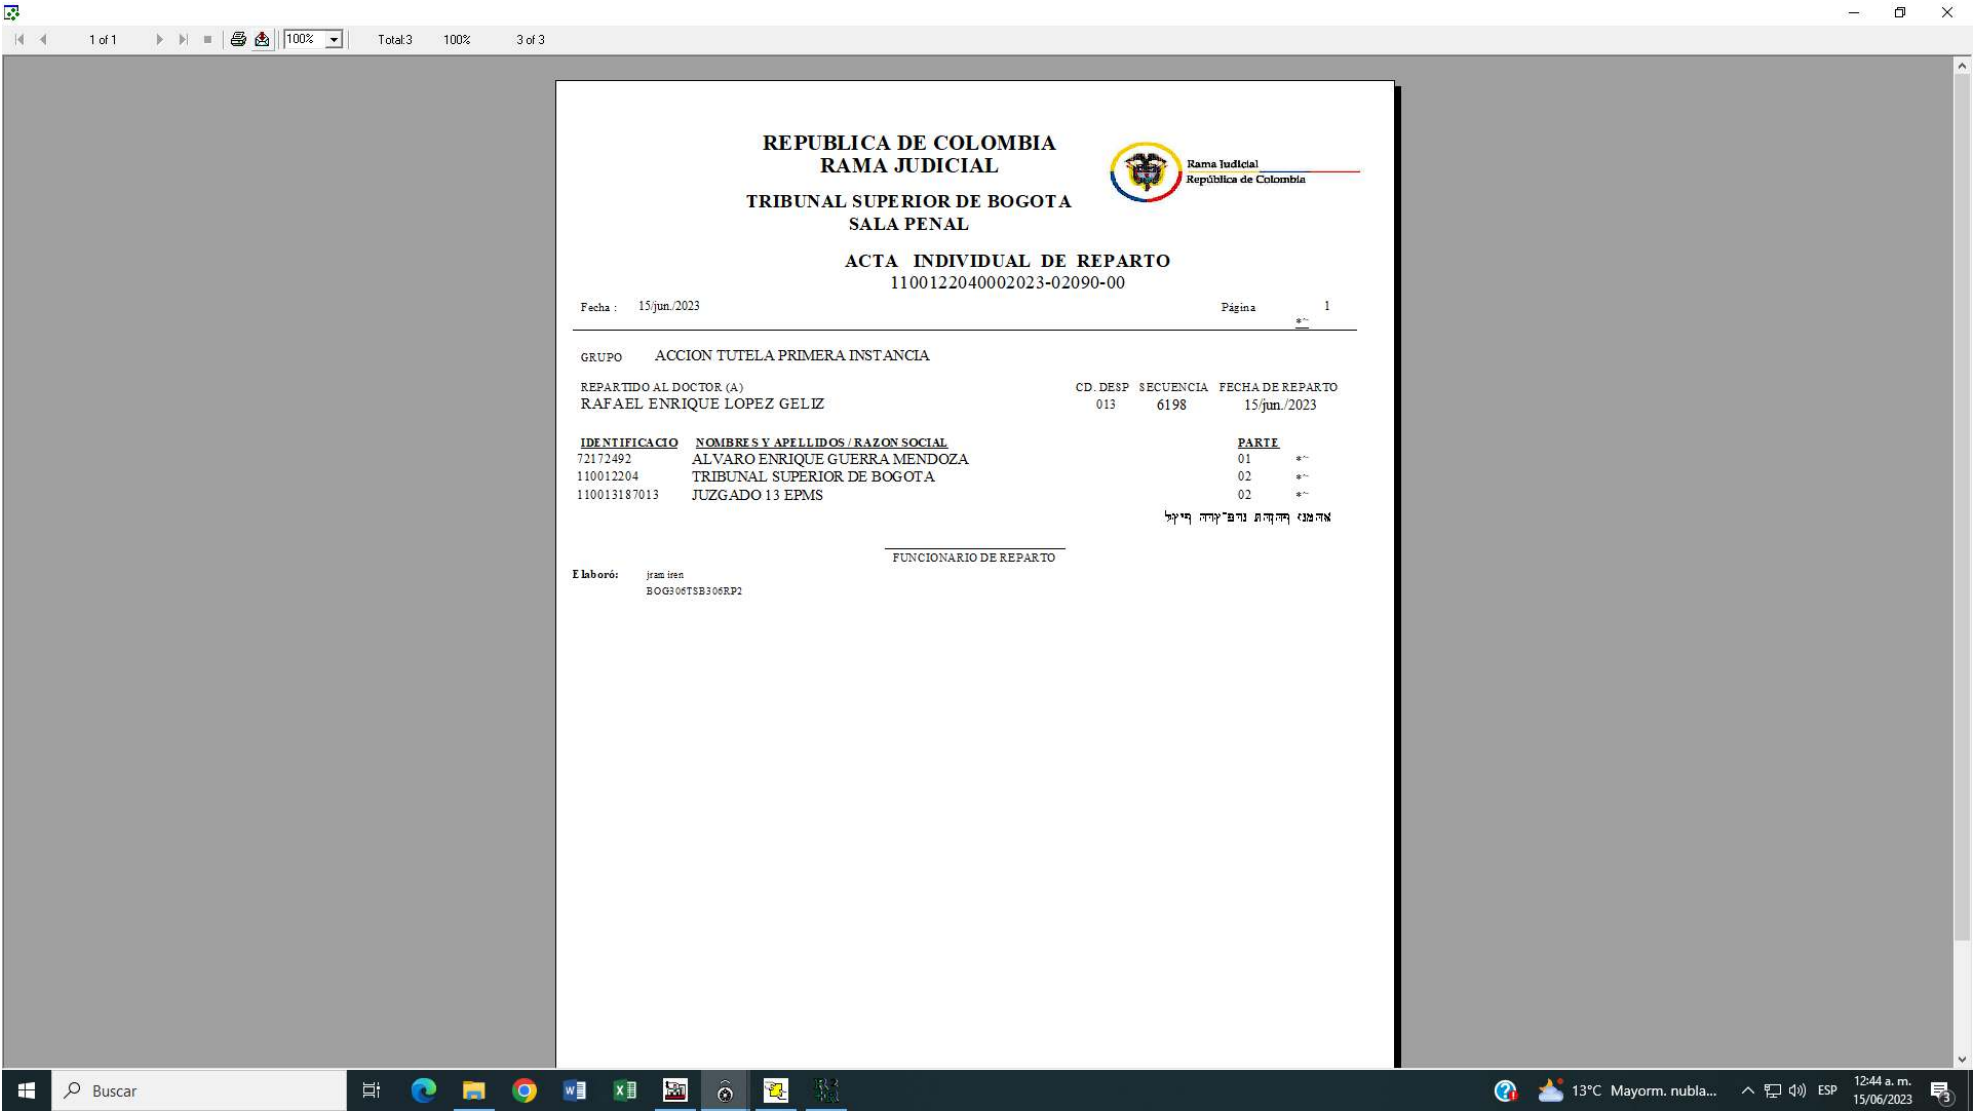 1 of 1 100% Total:3 100% 3 of 3
REPUBLICA DE COLOMBIA
RAMA JUDICIAL
Rama Judicial
República de Colombia
TRIBUNAL SUPERIOR DE BOGOTA
SALA PENAL
ACTA INDIVIDUAL DE REPARTO
1100122040002023-02090-00
Fecha : 15/jun./2023 Página 1
*~
GRUPO ACCION TUTELA PRIMERA INSTANCIA
REPARTIDO AL DOCTOR (A) CD. DESP SECUENCIA FECHA DE REPARTO
RAFAEL ENRIQUE LOPEZ GELIZ 013 6198 15/jun./2023
IDENTIFICACIO NOMBRES Y APELLIDOS / RAZON SOCIAL PARTE
72172492 ALVARO ENRIQUE GUERRA MENDOZA 01 *~
110012204 TRIBUNAL SUPERIOR DE BOGOTA 02 *~
110013187013 JUZGADO 13 EPMS 02 *~
FUNCIONARIO DE REPARTO
Elaboró: jramiren
BOG306TSB306RP2
Buscar 13°C Mayorm. nubla... ESP 12:44 a. m.
15/06/2023 3